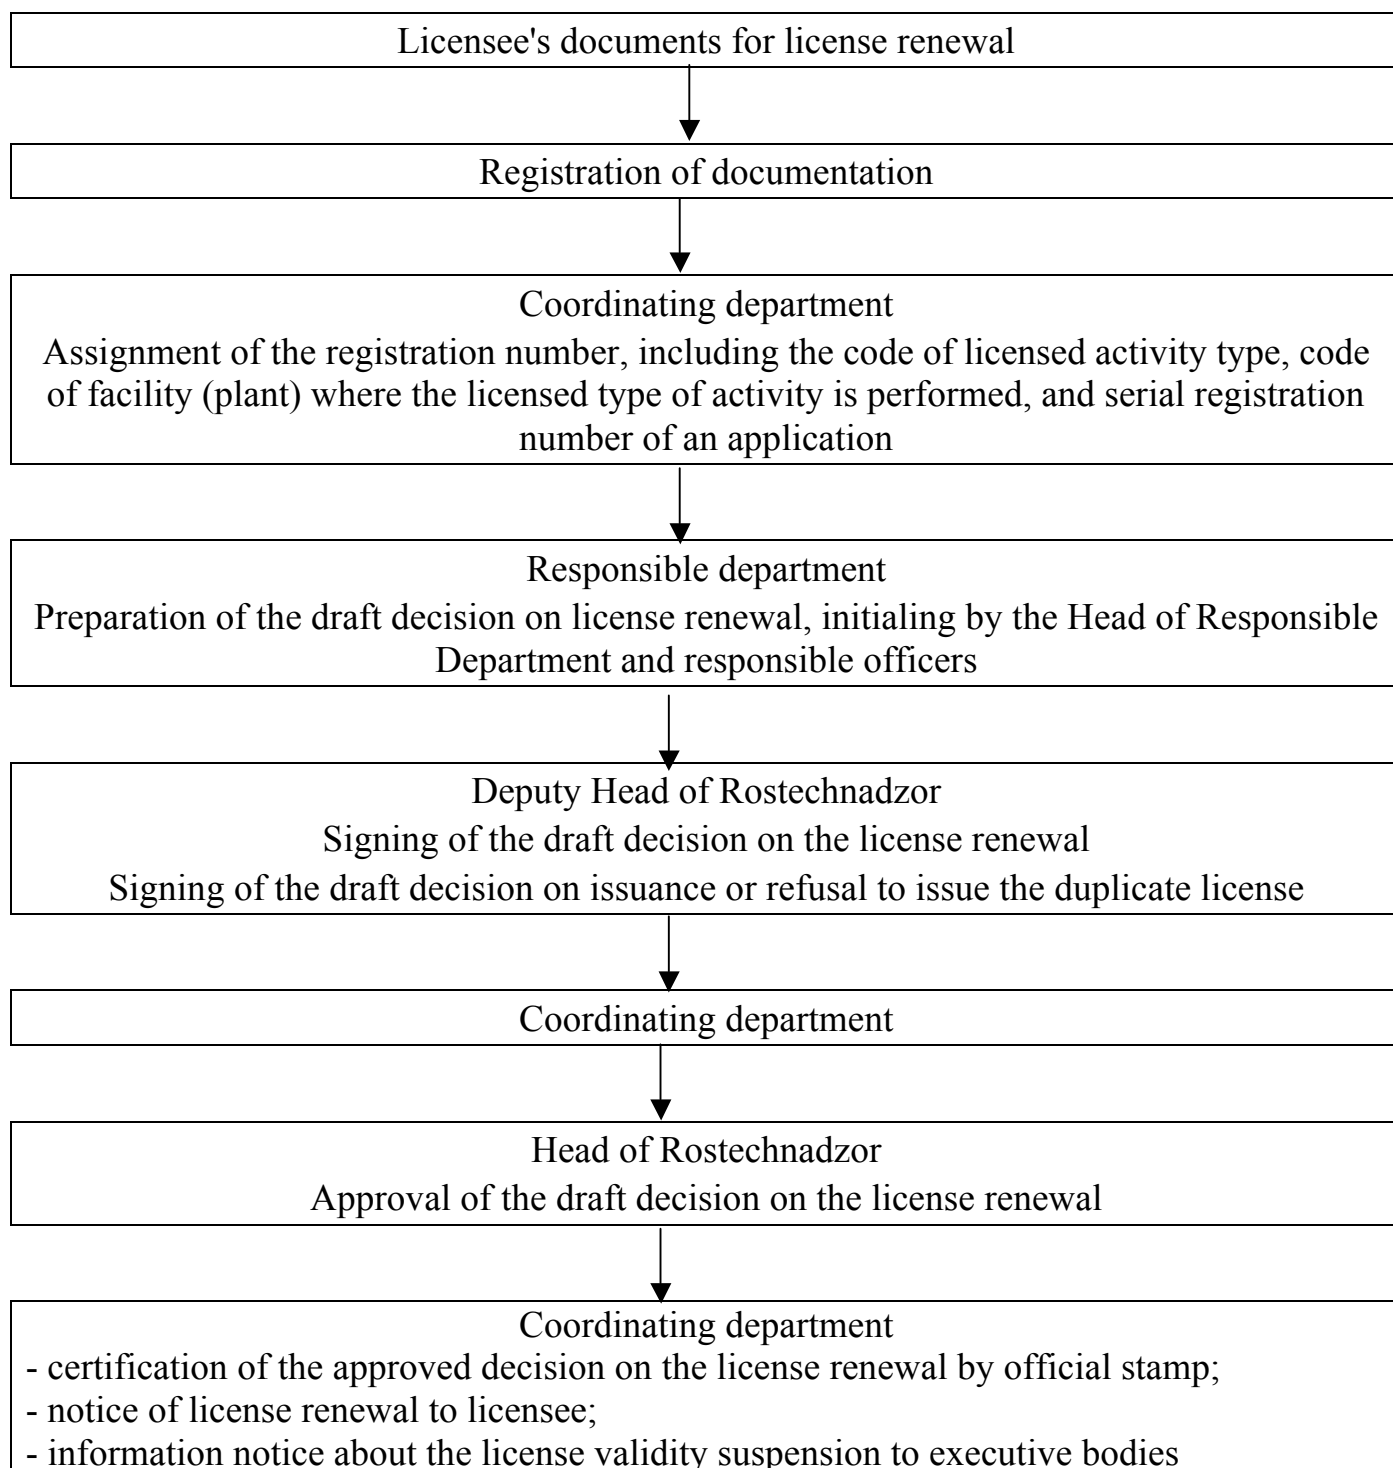 Licensee's documents for license renewal
Registration of documentation
Coordinating department
Assignment of the registration number, including the code of licensed activity type, code
of facility (plant) where the licensed type of activity is performed, and serial registration
number of an application
Responsible department
Preparation of the draft decision on license renewal, initialing by the Head of Responsible
Department and responsible officers
Deputy Head of Rostechnadzor
Signing of the draft decision on the license renewal
Signing of the draft decision on issuance or refusal to issue the duplicate license
Coordinating department
Head of Rostechnadzor
Approval of the draft decision on the license renewal
Coordinating department
- certification of the approved decision on the license renewal by official stamp;
- notice of license renewal to licensee;
- information notice about the license validity suspension to executive bodies